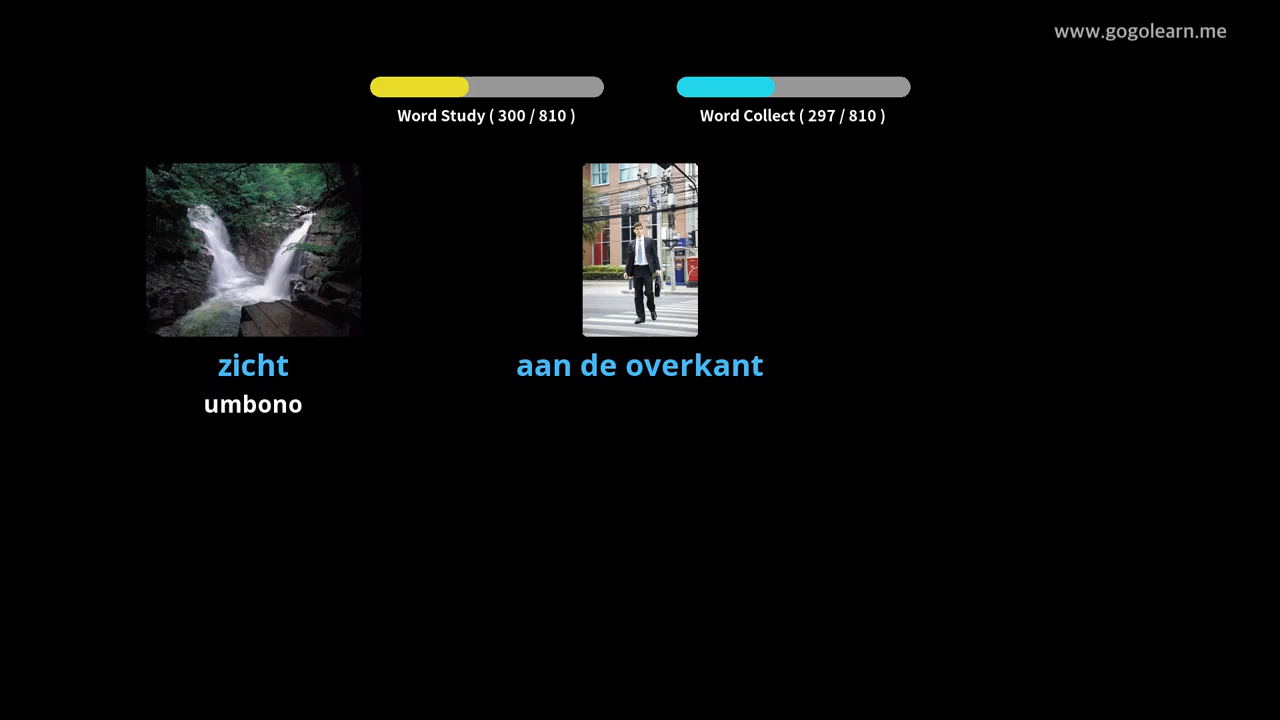 www.gogolearn.me
Word Study ( 300 / 810 )
Word Collect ( 297 / 810 )
zicht
umbono
aan de overkant